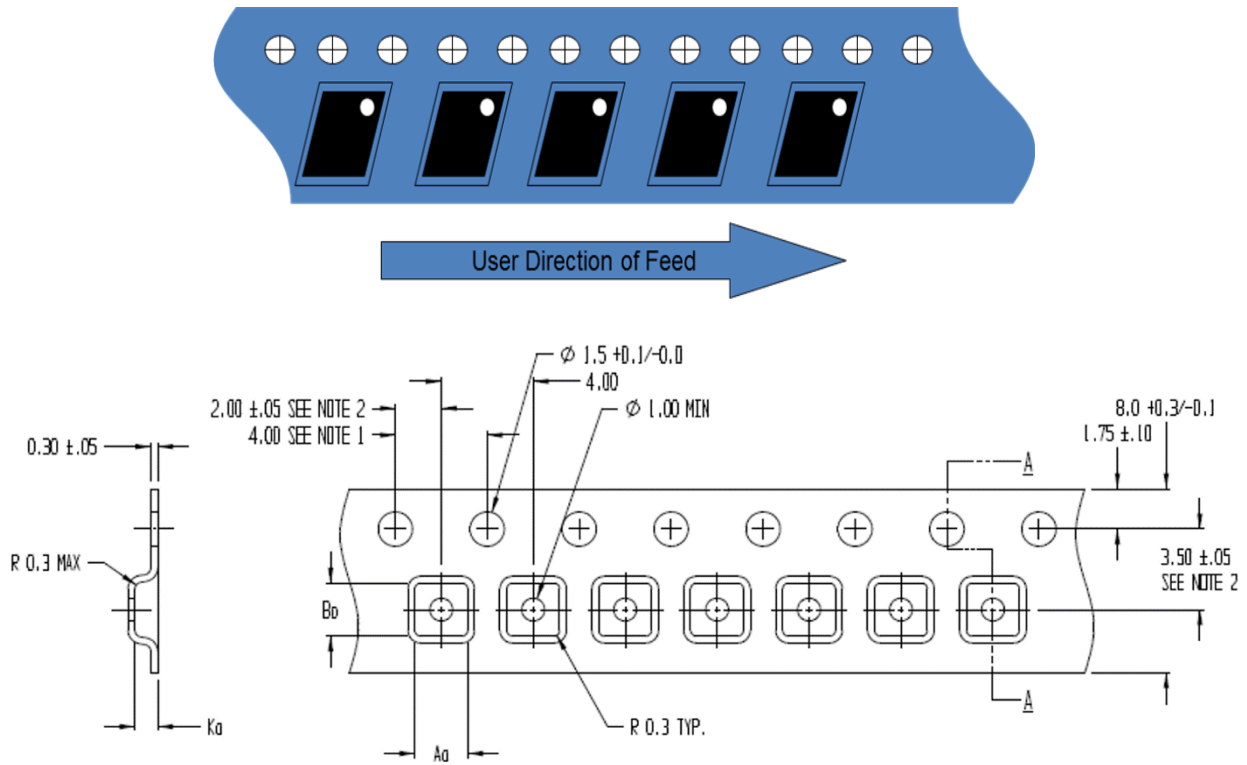 User Direction of Feed
Ø 1.5 +0.1/-0.0
4.00
2.00 ±.05 SEE NOTE 2
Ø 1.00 MIN
8.0 +0.3/-0.1
4.00 SEE NOTE 1
1.75 ±.10
0.30 ±.05
A
R 0.3 MAX
3.50 ±.05
SEE NOTE 2
Bo
A
Ko
R 0.3 TYP.
Ao